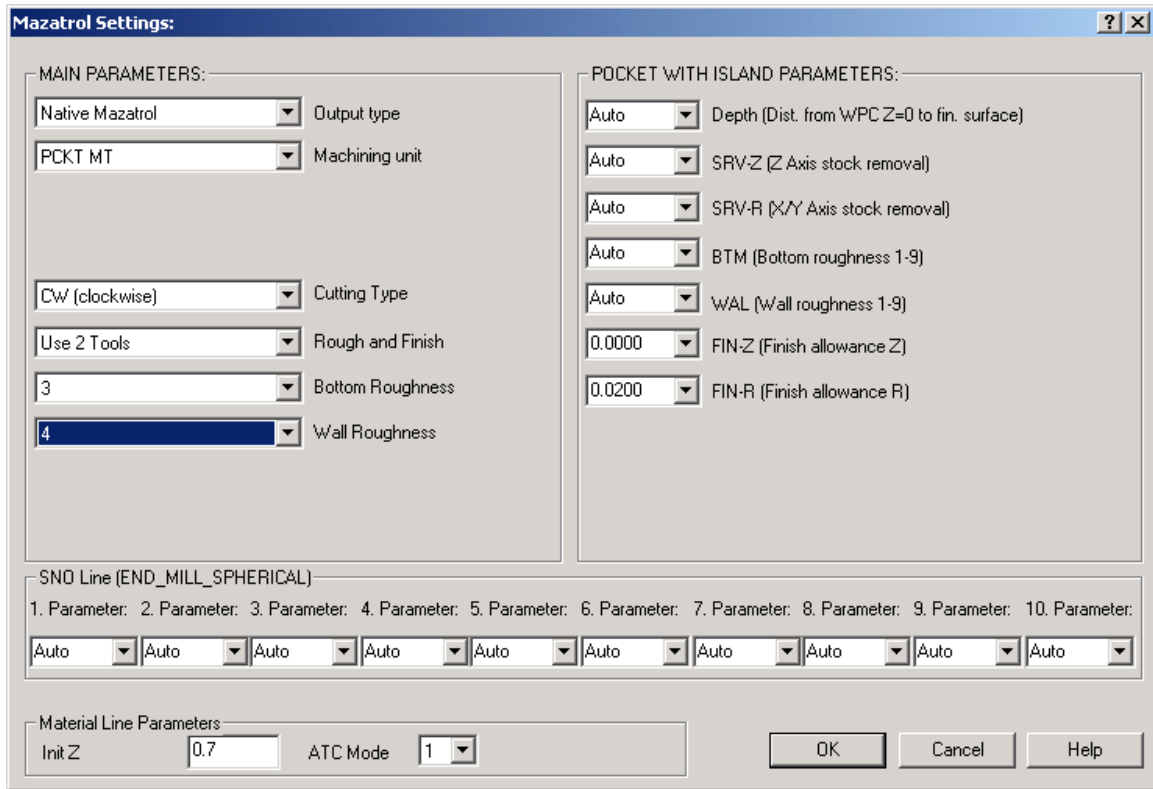 Mazatrol Settings:
MAIN PARAMETERS:
Native Mazatrol Output type
PCKT MT Machining unit
CW (clockwise) Cutting Type
Use 2 Tools Rough and Finish
3 Bottom Roughness
4 Wall Roughness
POCKET WITH ISLAND PARAMETERS:
Auto Depth (Dist. from WPC Z=0 to fin. surface)
Auto SRV-Z (Z Axis stock removal)
Auto SRV-R (X/Y Axis stock removal)
Auto BTM (Bottom roughness 1-9)
Auto WAL (Wall roughness 1-9)
0.0000 FIN-Z (Finish allowance Z)
0.0200 FIN-R (Finish allowance R)
SNO Line (END_MILL_SPHERICAL)
1. Parameter: 2. Parameter: 3. Parameter: 4. Parameter: 5. Parameter: 6. Parameter: 7. Parameter: 8. Parameter: 9. Parameter: 10. Parameter:
Auto Auto Auto Auto Auto Auto Auto Auto Auto Auto
Material Line Parameters
Init Z 0.7 ATC Mode 1
OK Cancel Help